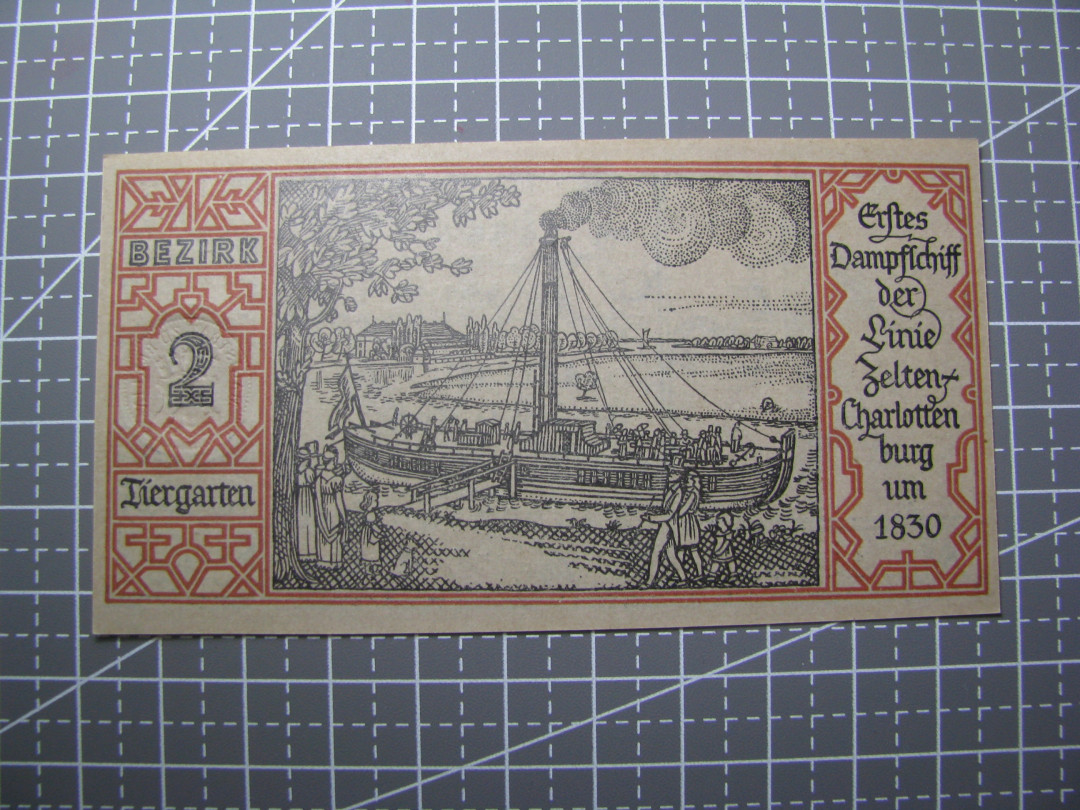 BEZIRK
2
Tiergarten
Erstes
Dampfschiff
der
Linie
Zelten-
Charlotten
burg
um
1830